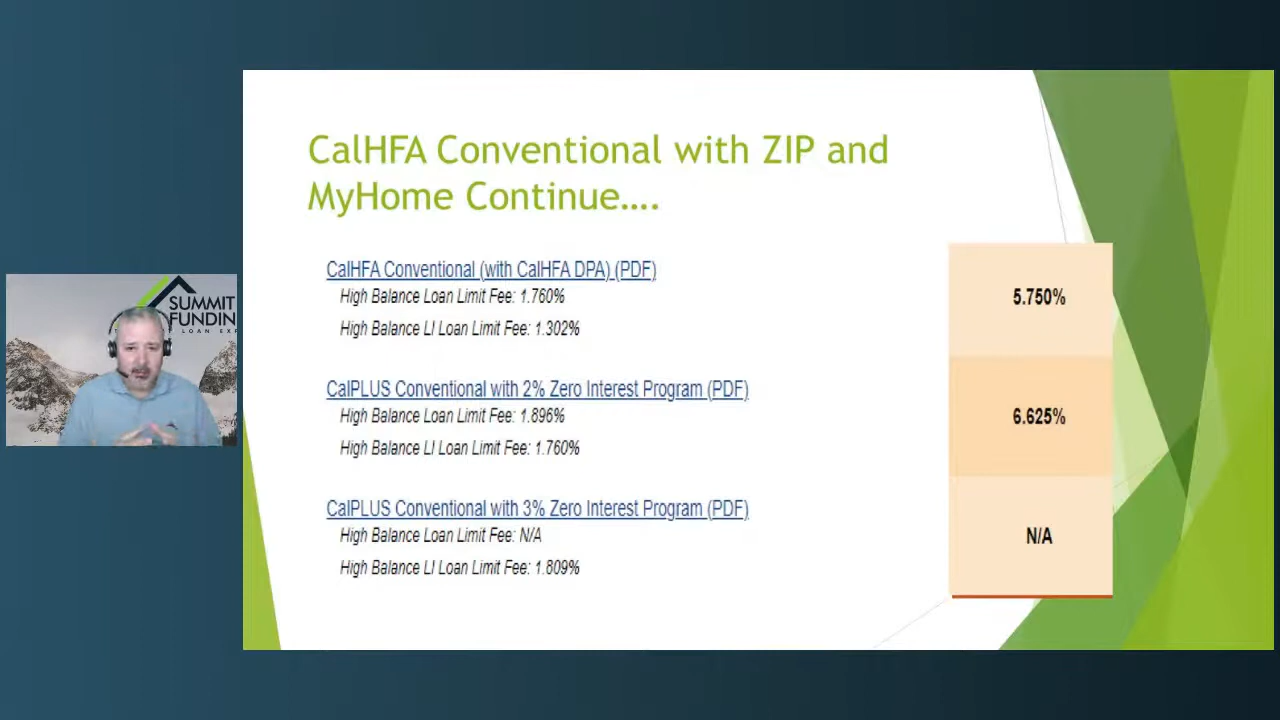 CalHFA Conventional with ZIP and
MyHome Continue....
CalHFA Conventional (with CalHFA DPA) (PDF)
High Balance Loan Limit Fee: 1.760%
High Balance LI Loan Limit Fee: 1.302%
5.750%
CalPLUS Conventional with 2% Zero Interest Program (PDF)
High Balance Loan Limit Fee: 1.896%
High Balance LI Loan Limit Fee: 1.760%
6.625%
CalPLUS Conventional with 3% Zero Interest Program (PDF)
High Balance Loan Limit Fee: N/A
High Balance LI Loan Limit Fee: 1.809%
N/A
SUMMIT
FUNDIN
LOAN EXP